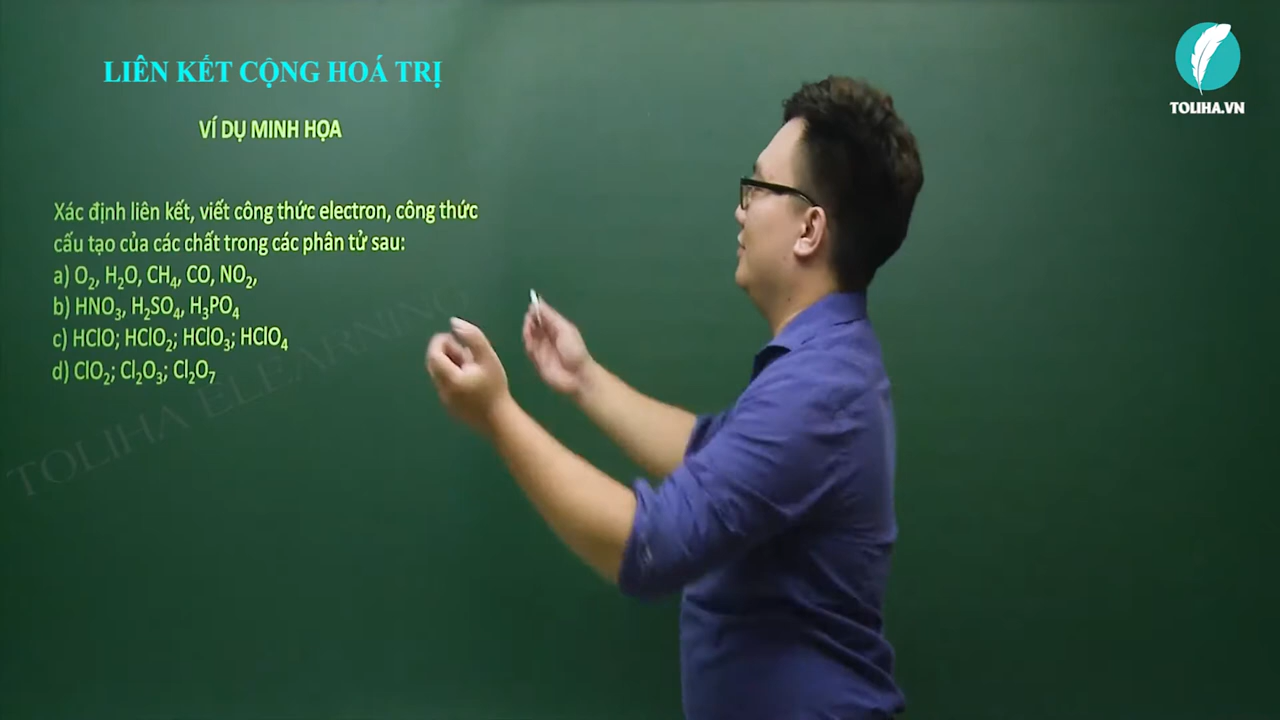 LIÊN KẾT CỘNG HOÁ TRỊ
VÍ DỤ MINH HỌA
Xác định liên kết, viết công thức electron, công thức
cấu tạo của các chất trong các phân tử sau:
a) O₂, H₂O, CH₄, CO, NO₂,
b) HNO₃, H₂SO₄, H₃PO₄
c) HClO; HClO₂; HClO₃; HClO₄
d) ClO₂; Cl₂O₃; Cl₂O₇
TOLIHA ELEARNING
TOLIHA.VN